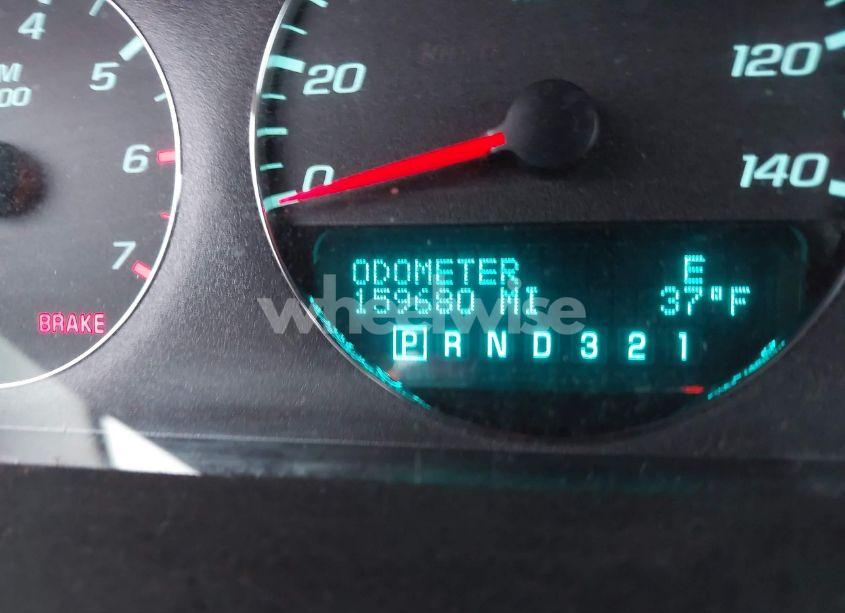 4
5
00
6
7
BRAKE
20
0
120
140
ODOMETER E
159680 MI 37°F
wheelwise
P R N D 3 2 1